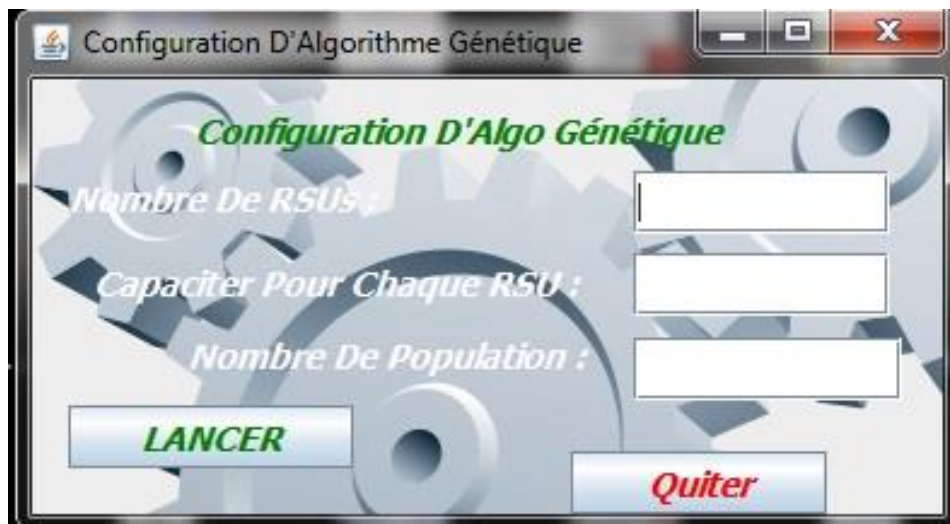 Configuration D'Algorithme Génétique
Configuration D'Algo Génétique
Nombre De RSUs :
Capaciter Pour Chaque RSU :
Nombre De Population :
LANCER
Quiter